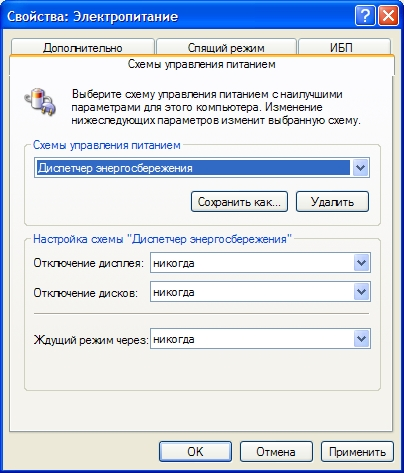 Свойства: Электропитание
Дополнительно
Спящий режим
ИБП
Схемы управления питанием
Выберите схему управления питанием с наилучшими
параметрами для этого компьютера. Изменение
нижеследующих параметров изменит выбранную схему.
Схемы управления питанием
Диспетчер энергосбережения
Сохранить как...
Удалить
Настройка схемы "Диспетчер энергосбережения"
Отключение дисплея: никогда
Отключение дисков: никогда
Ждущий режим через: никогда
OK
Отмена
Применить